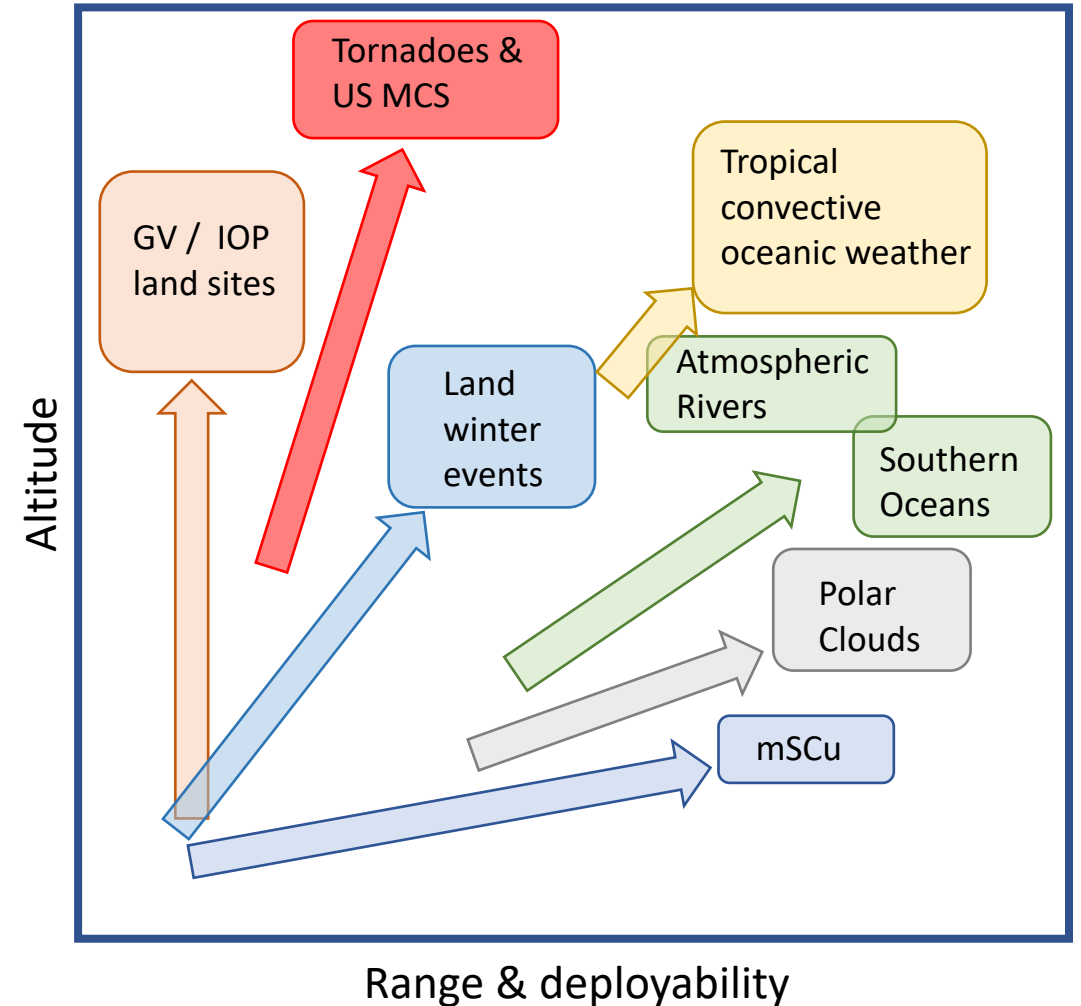 Tornadoes &
US MCS
Tropical
convective
oceanic weather
GV / IOP
land sites
Land
winter
events
Atmospheric
Rivers
Southern
Oceans
Polar
Clouds
mSCu
Altitude
Range & deployability